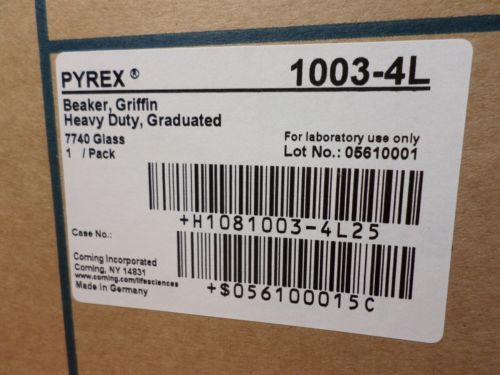 PYREX ® 1003-4L
Beaker, Griffin
Heavy Duty, Graduated
7740 Glass For laboratory use only
1 / Pack Lot No.: 05610001
+H1081003-4L25
Case No.:
Corning Incorporated
Corning, NY 14831
www.corning.com/lifesciences
Made in Germany
+$056100015C